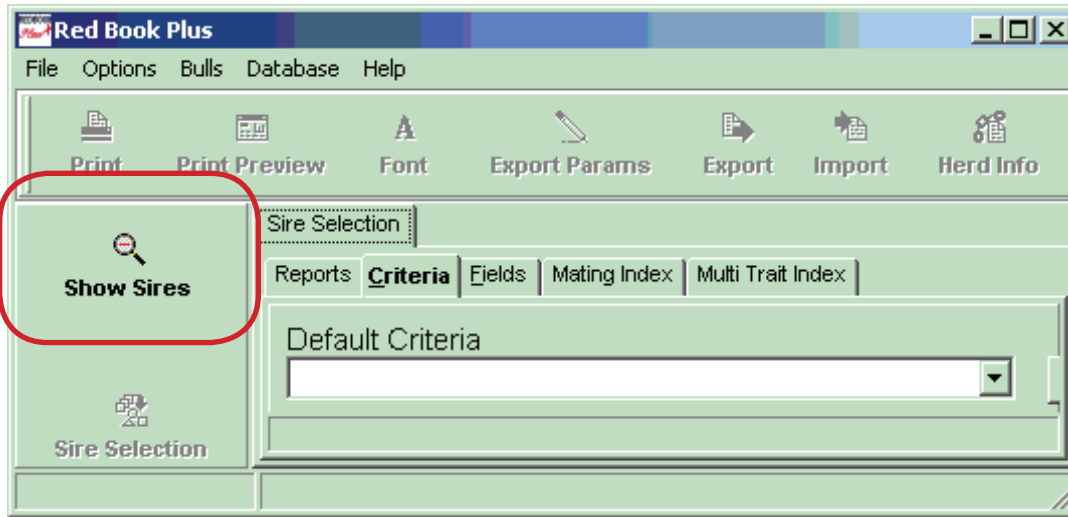 Red Book Plus
File Options Bulls Database Help
Print Print Preview Font Export Params Export Import Herd Info
Show Sires
Sire Selection
Sire Selection
Reports Criteria Fields Mating Index Multi Trait Index
Default Criteria